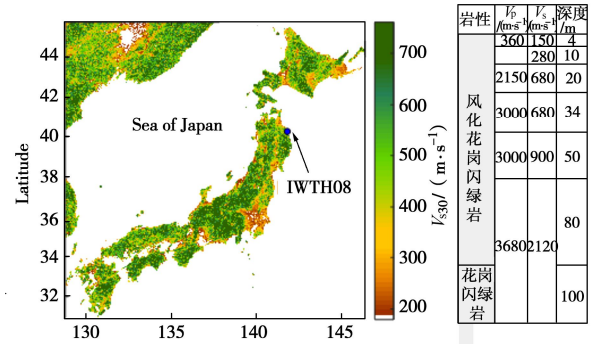 44
42
40
38
36
34
32
Latitude
130
135
140
145
Sea of Japan
IWTH08
700
600
500
400
300
200
Vs30/（m·s⁻¹）
岩性
Vp
/(m·s⁻¹
Vs
(m·s⁻¹
深度
/m
360 150 4
280 10
2150 680 20
3000 680 34
3000 900 50
3680 2120 80
100
风
化
花
岗
闪
绿
岩
花岗
闪绿
岩